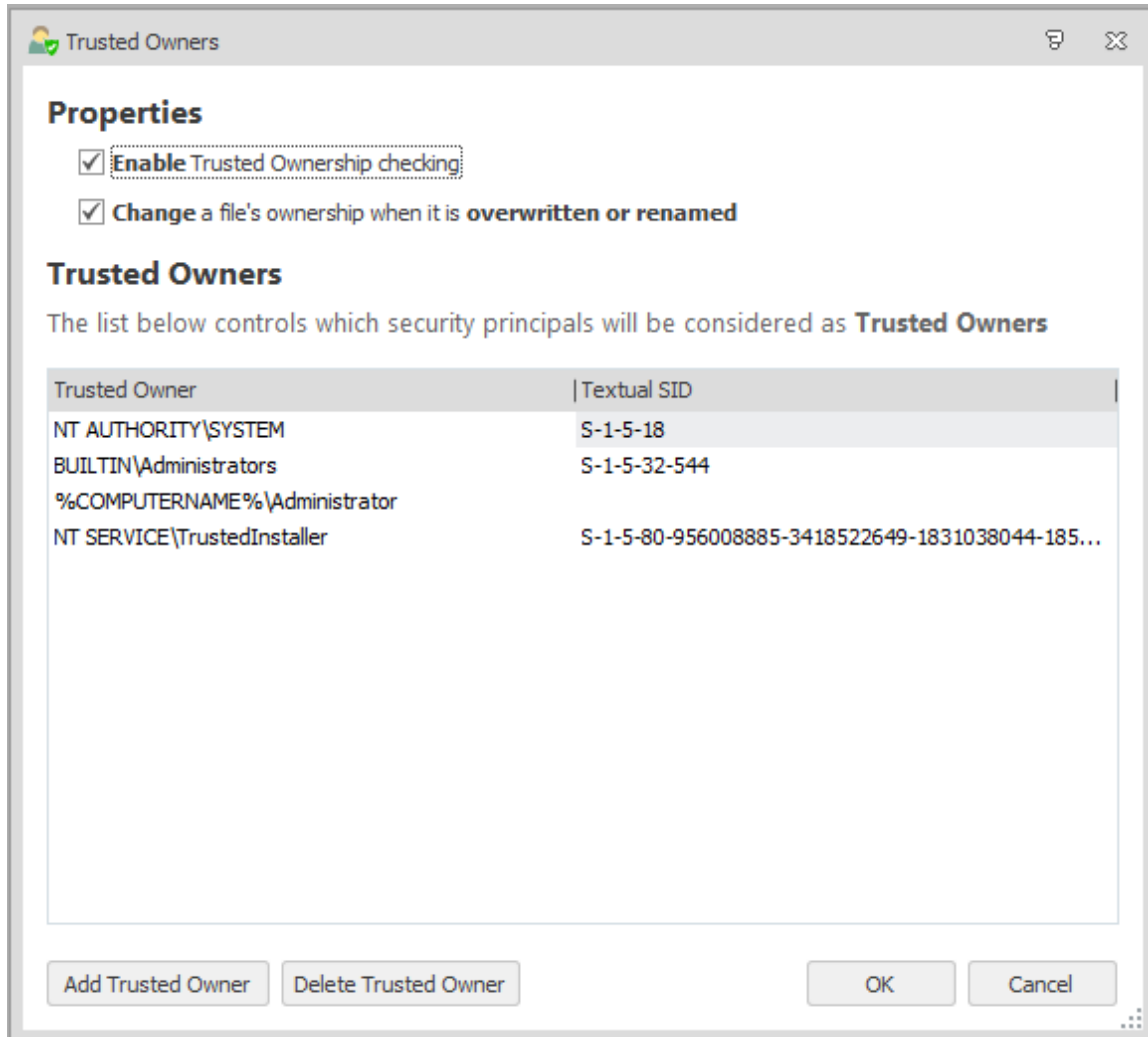 Trusted Owners
Properties
Enable Trusted Ownership checking
Change a file's ownership when it is overwritten or renamed
Trusted Owners
The list below controls which security principals will be considered as Trusted Owners
Trusted Owner Textual SID
NT AUTHORITY\SYSTEM S-1-5-18
BUILTIN\Administrators S-1-5-32-544
%COMPUTERNAME%\Administrator
NT SERVICE\TrustedInstaller S-1-5-80-956008885-3418522649-1831038044-185...
Add Trusted Owner Delete Trusted Owner OK Cancel